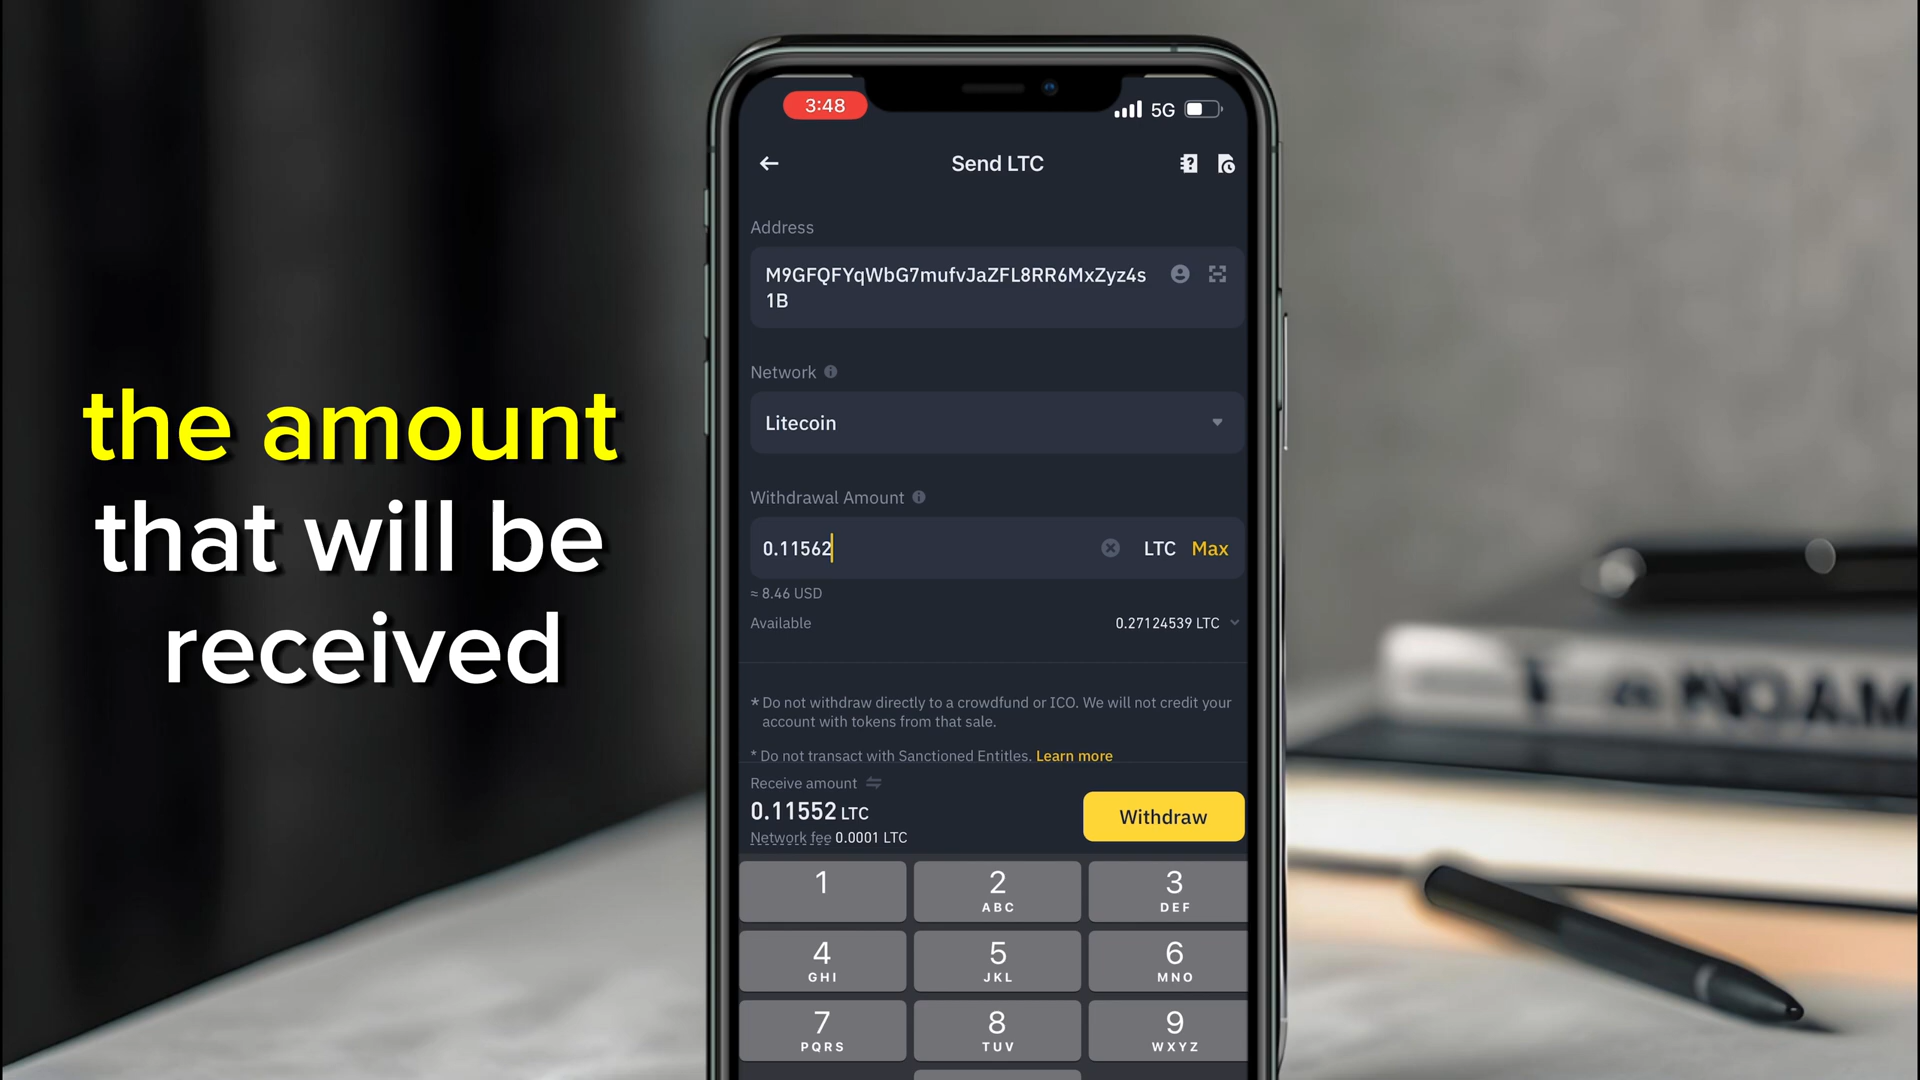 the amount
that will be
received
3:48
5G
Send LTC
Address
M9GFQFYqWbG7mufvJaZFL8RR6MxZyz4s
1B
Network
Litecoin
Withdrawal Amount
0.11562
LTC Max
≈ 8.46 USD
Available
0.27124539 LTC
* Do not withdraw directly to a crowdfund or ICO. We will not credit your
account with tokens from that sale.
* Do not transact with Sanctioned Entitles. Learn more
Receive amount
0.11552 LTC
Network fee 0.0001 LTC
Withdraw
1
2
ABC
3
DEF
4
GHI
5
JKL
6
MNO
7
PQRS
8
TUV
9
WXYZ